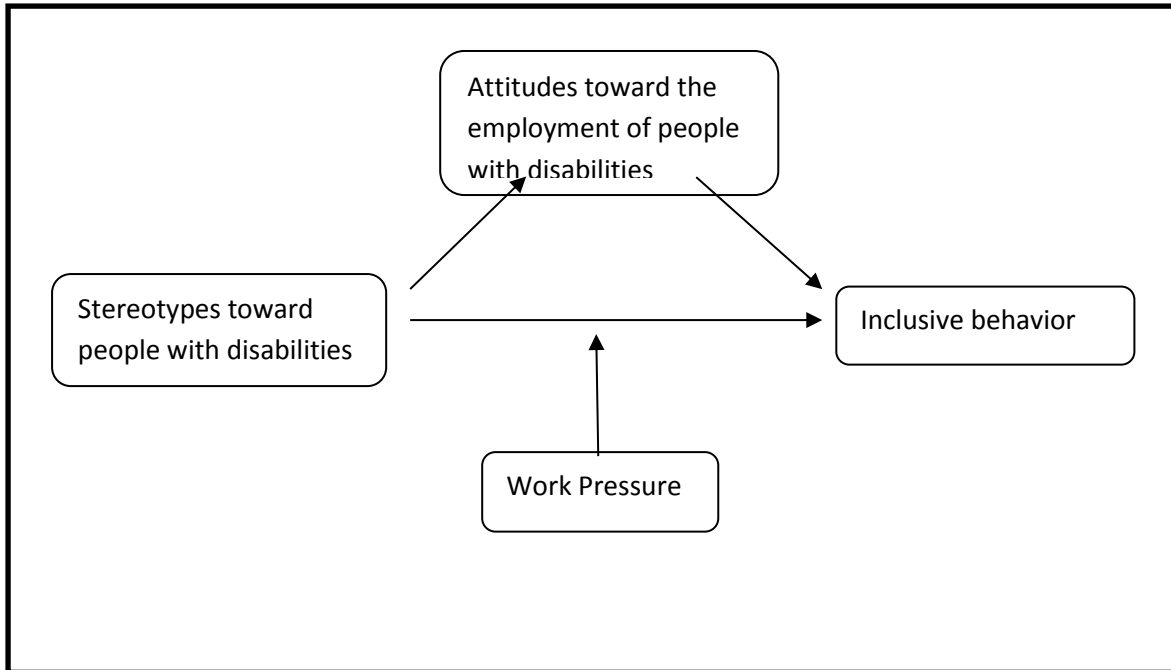 Attitudes toward the
employment of people
with disabilities
Stereotypes toward
people with disabilities
Inclusive behavior
Work Pressure